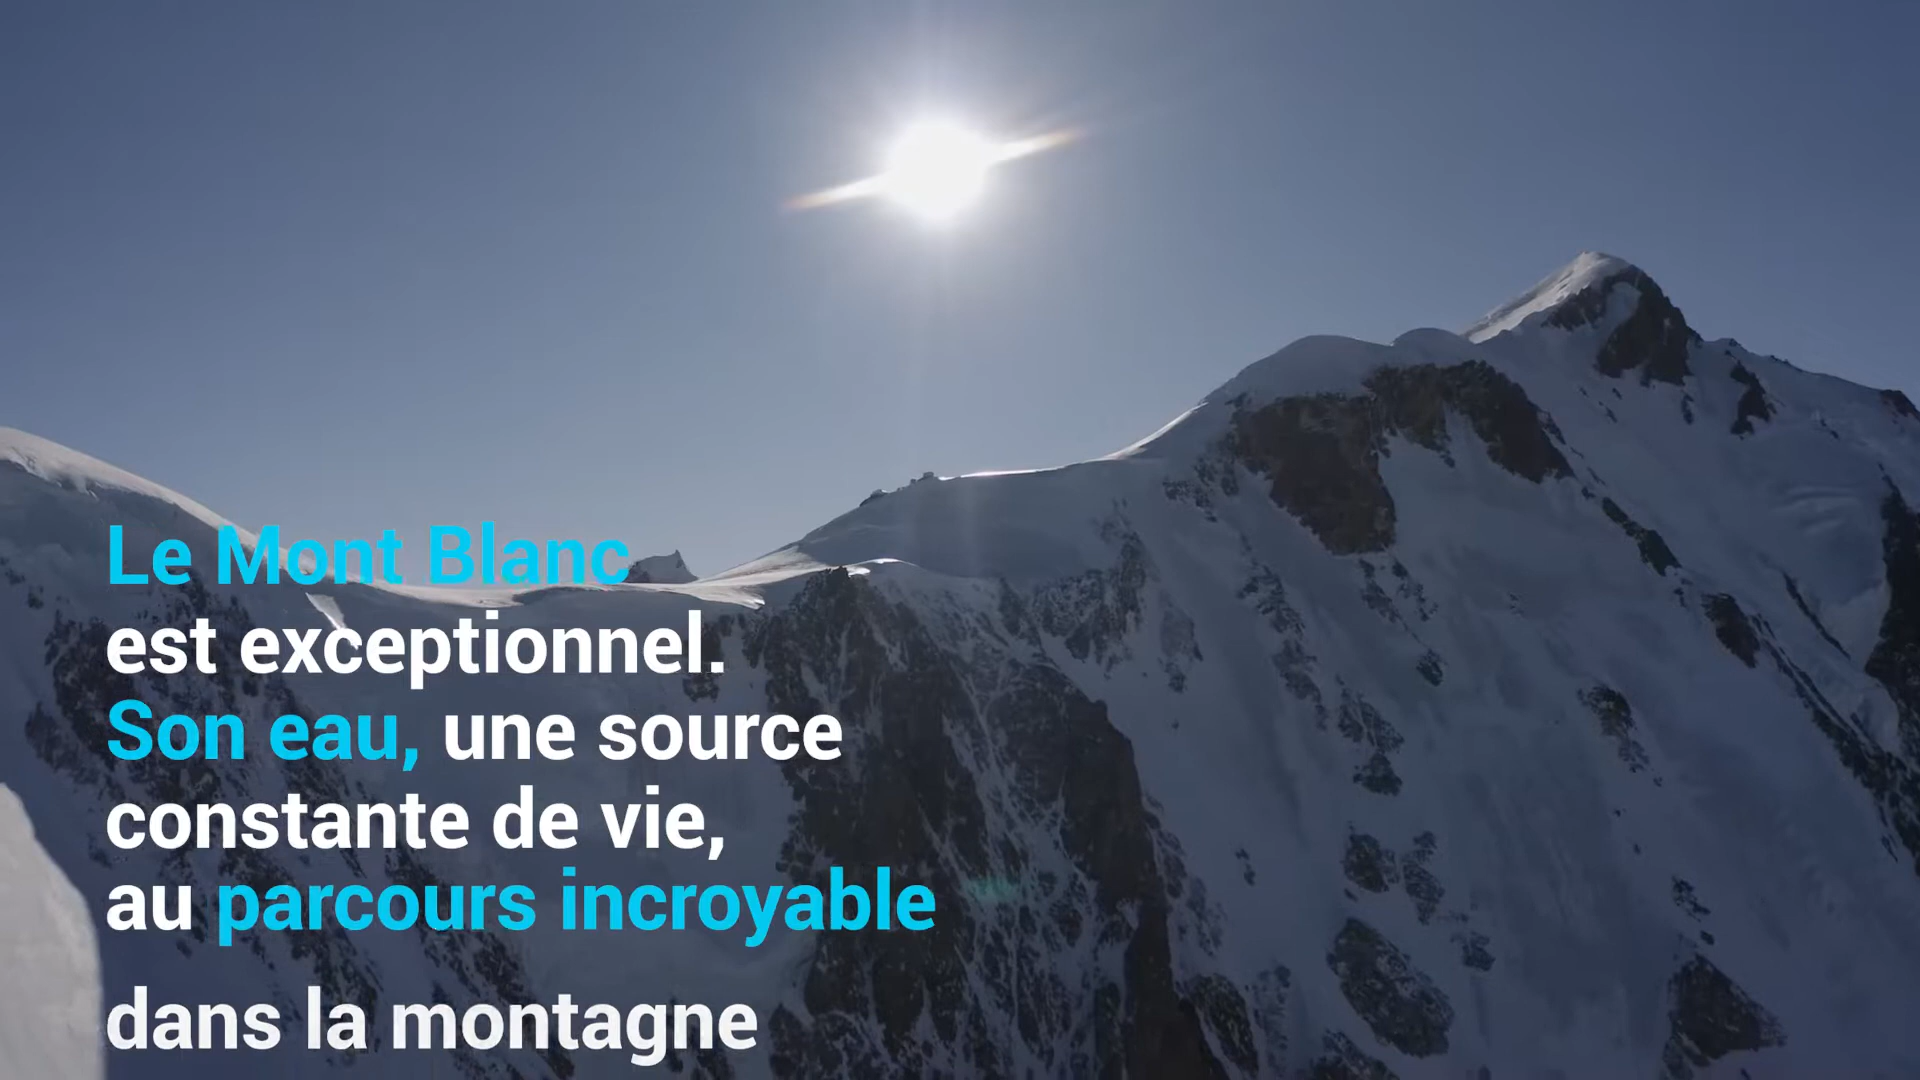 Le Mont Blanc
est exceptionnel.
Son eau, une source
constante de vie,
au parcours incroyable
dans la montagne